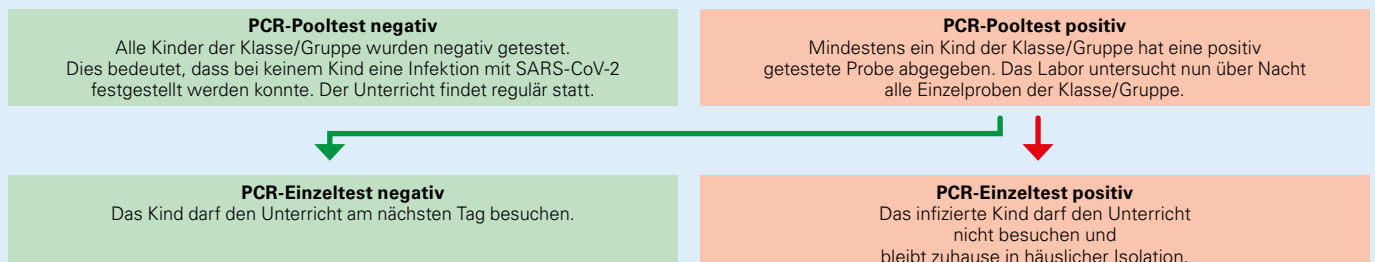 PCR-Pooltest negativ
Alle Kinder der Klasse/Gruppe wurden negativ getestet.
Dies bedeutet, dass bei keinem Kind eine Infektion mit SARS-CoV-2
festgestellt werden konnte. Der Unterricht findet regulär statt.
PCR-Pooltest positiv
Mindestens ein Kind der Klasse/Gruppe hat eine positiv
getestete Probe abgegeben. Das Labor untersucht nun über Nacht
alle Einzelproben der Klasse/Gruppe.
PCR-Einzeltest negativ
Das Kind darf den Unterricht am nächsten Tag besuchen.
PCR-Einzeltest positiv
Das infizierte Kind darf den Unterricht
nicht besuchen und
bleibt zuhause in häuslicher Isolation.